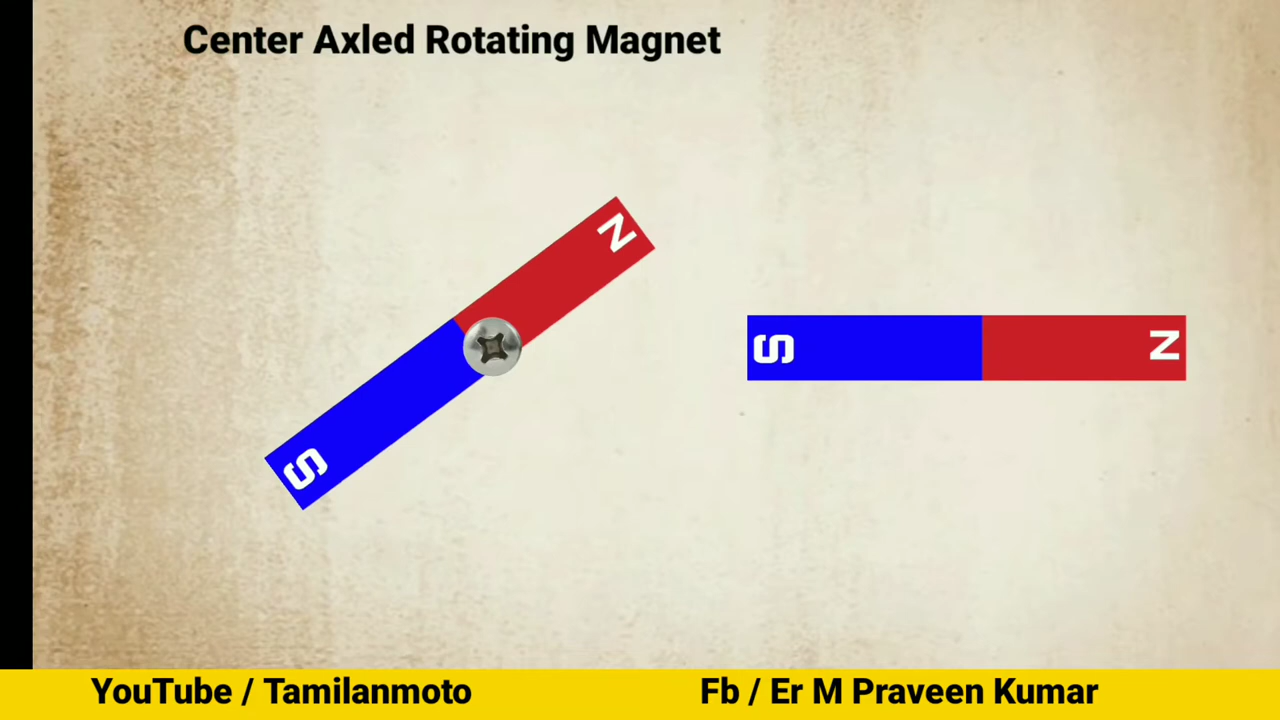 Center Axled Rotating Magnet
N
S
S
N
YouTube / Tamilanmoto
Fb / Er M Praveen Kumar